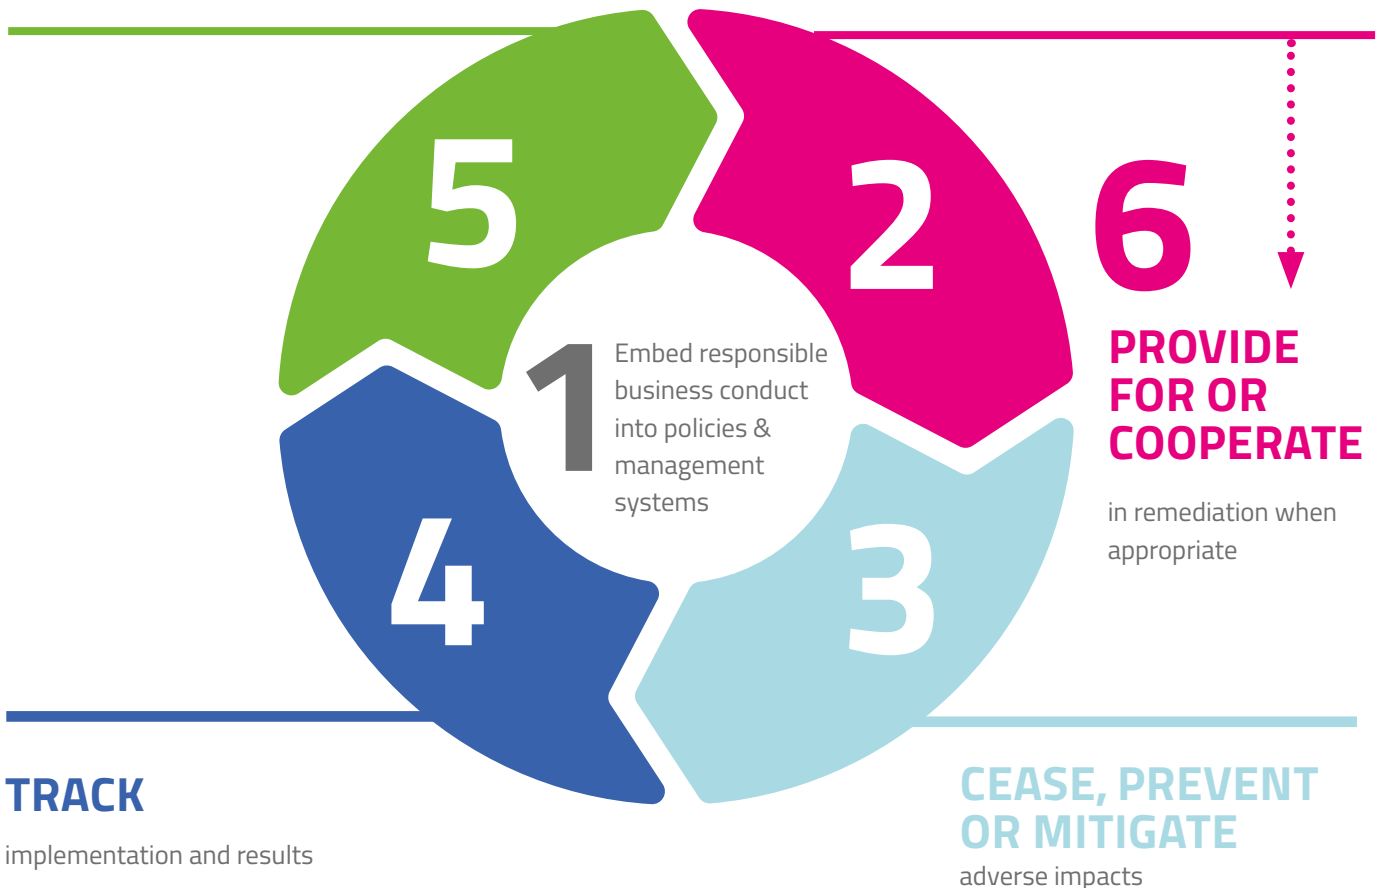 5
2
6
PROVIDE
FOR OR
COOPERATE
in remediation when
appropriate
1
Embed responsible
business conduct
into policies &
management
systems
4
3
TRACK
implementation and results
CEASE, PREVENT
OR MITIGATE
adverse impacts